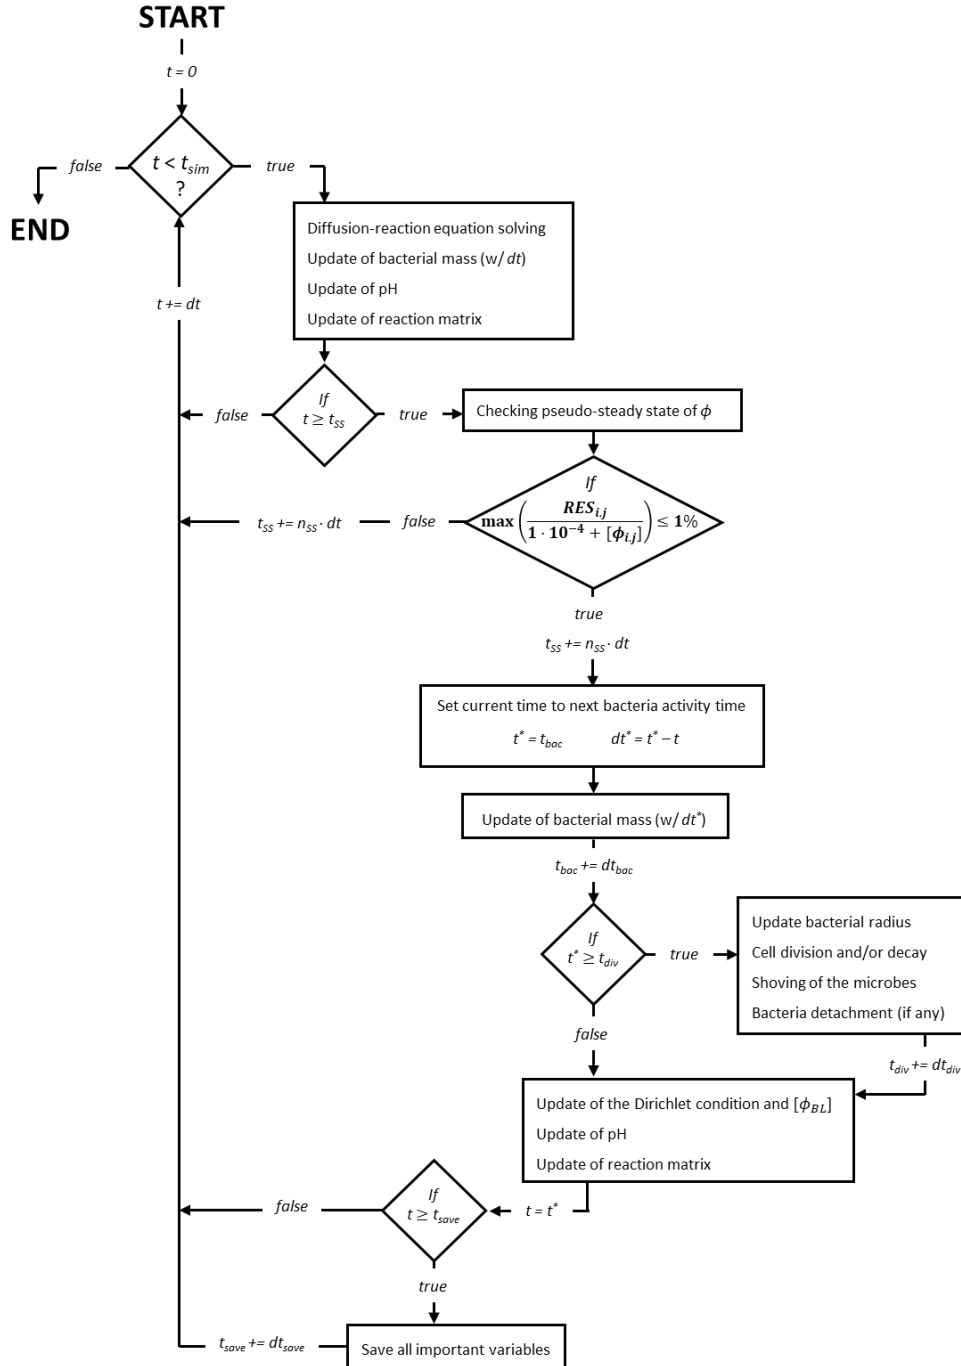 START
t = 0
t < t_sim
?
false
true
END
Diffusion-reaction equation solving
Update of bacterial mass (w/ dt)
Update of pH
Update of reaction matrix
t += dt
If
t ≥ t_ss
false
true
Checking pseudo-steady state of ϕ
If
max ( RES_{i,j} / 1 · 10^{−4} + [ϕ_{i,j}] ) ≤ 1%
false
t_ss += n_ss · dt
true
t_ss += n_ss · dt
Set current time to next bacteria activity time
t* = t_bac dt* = t* – t
Update of bacterial mass (w/ dt*)
t_bac += dt_bac
If
t* ≥ t_div
true
false
Update bacterial radius
Cell division and/or decay
Shoving of the microbes
Bacteria detachment (if any)
t_div += dt_div
Update of the Dirichlet condition and [ϕ_BL]
Update of pH
Update of reaction matrix
t = t*
If
t ≥ t_save
false
true
Save all important variables
t_save += dt_save